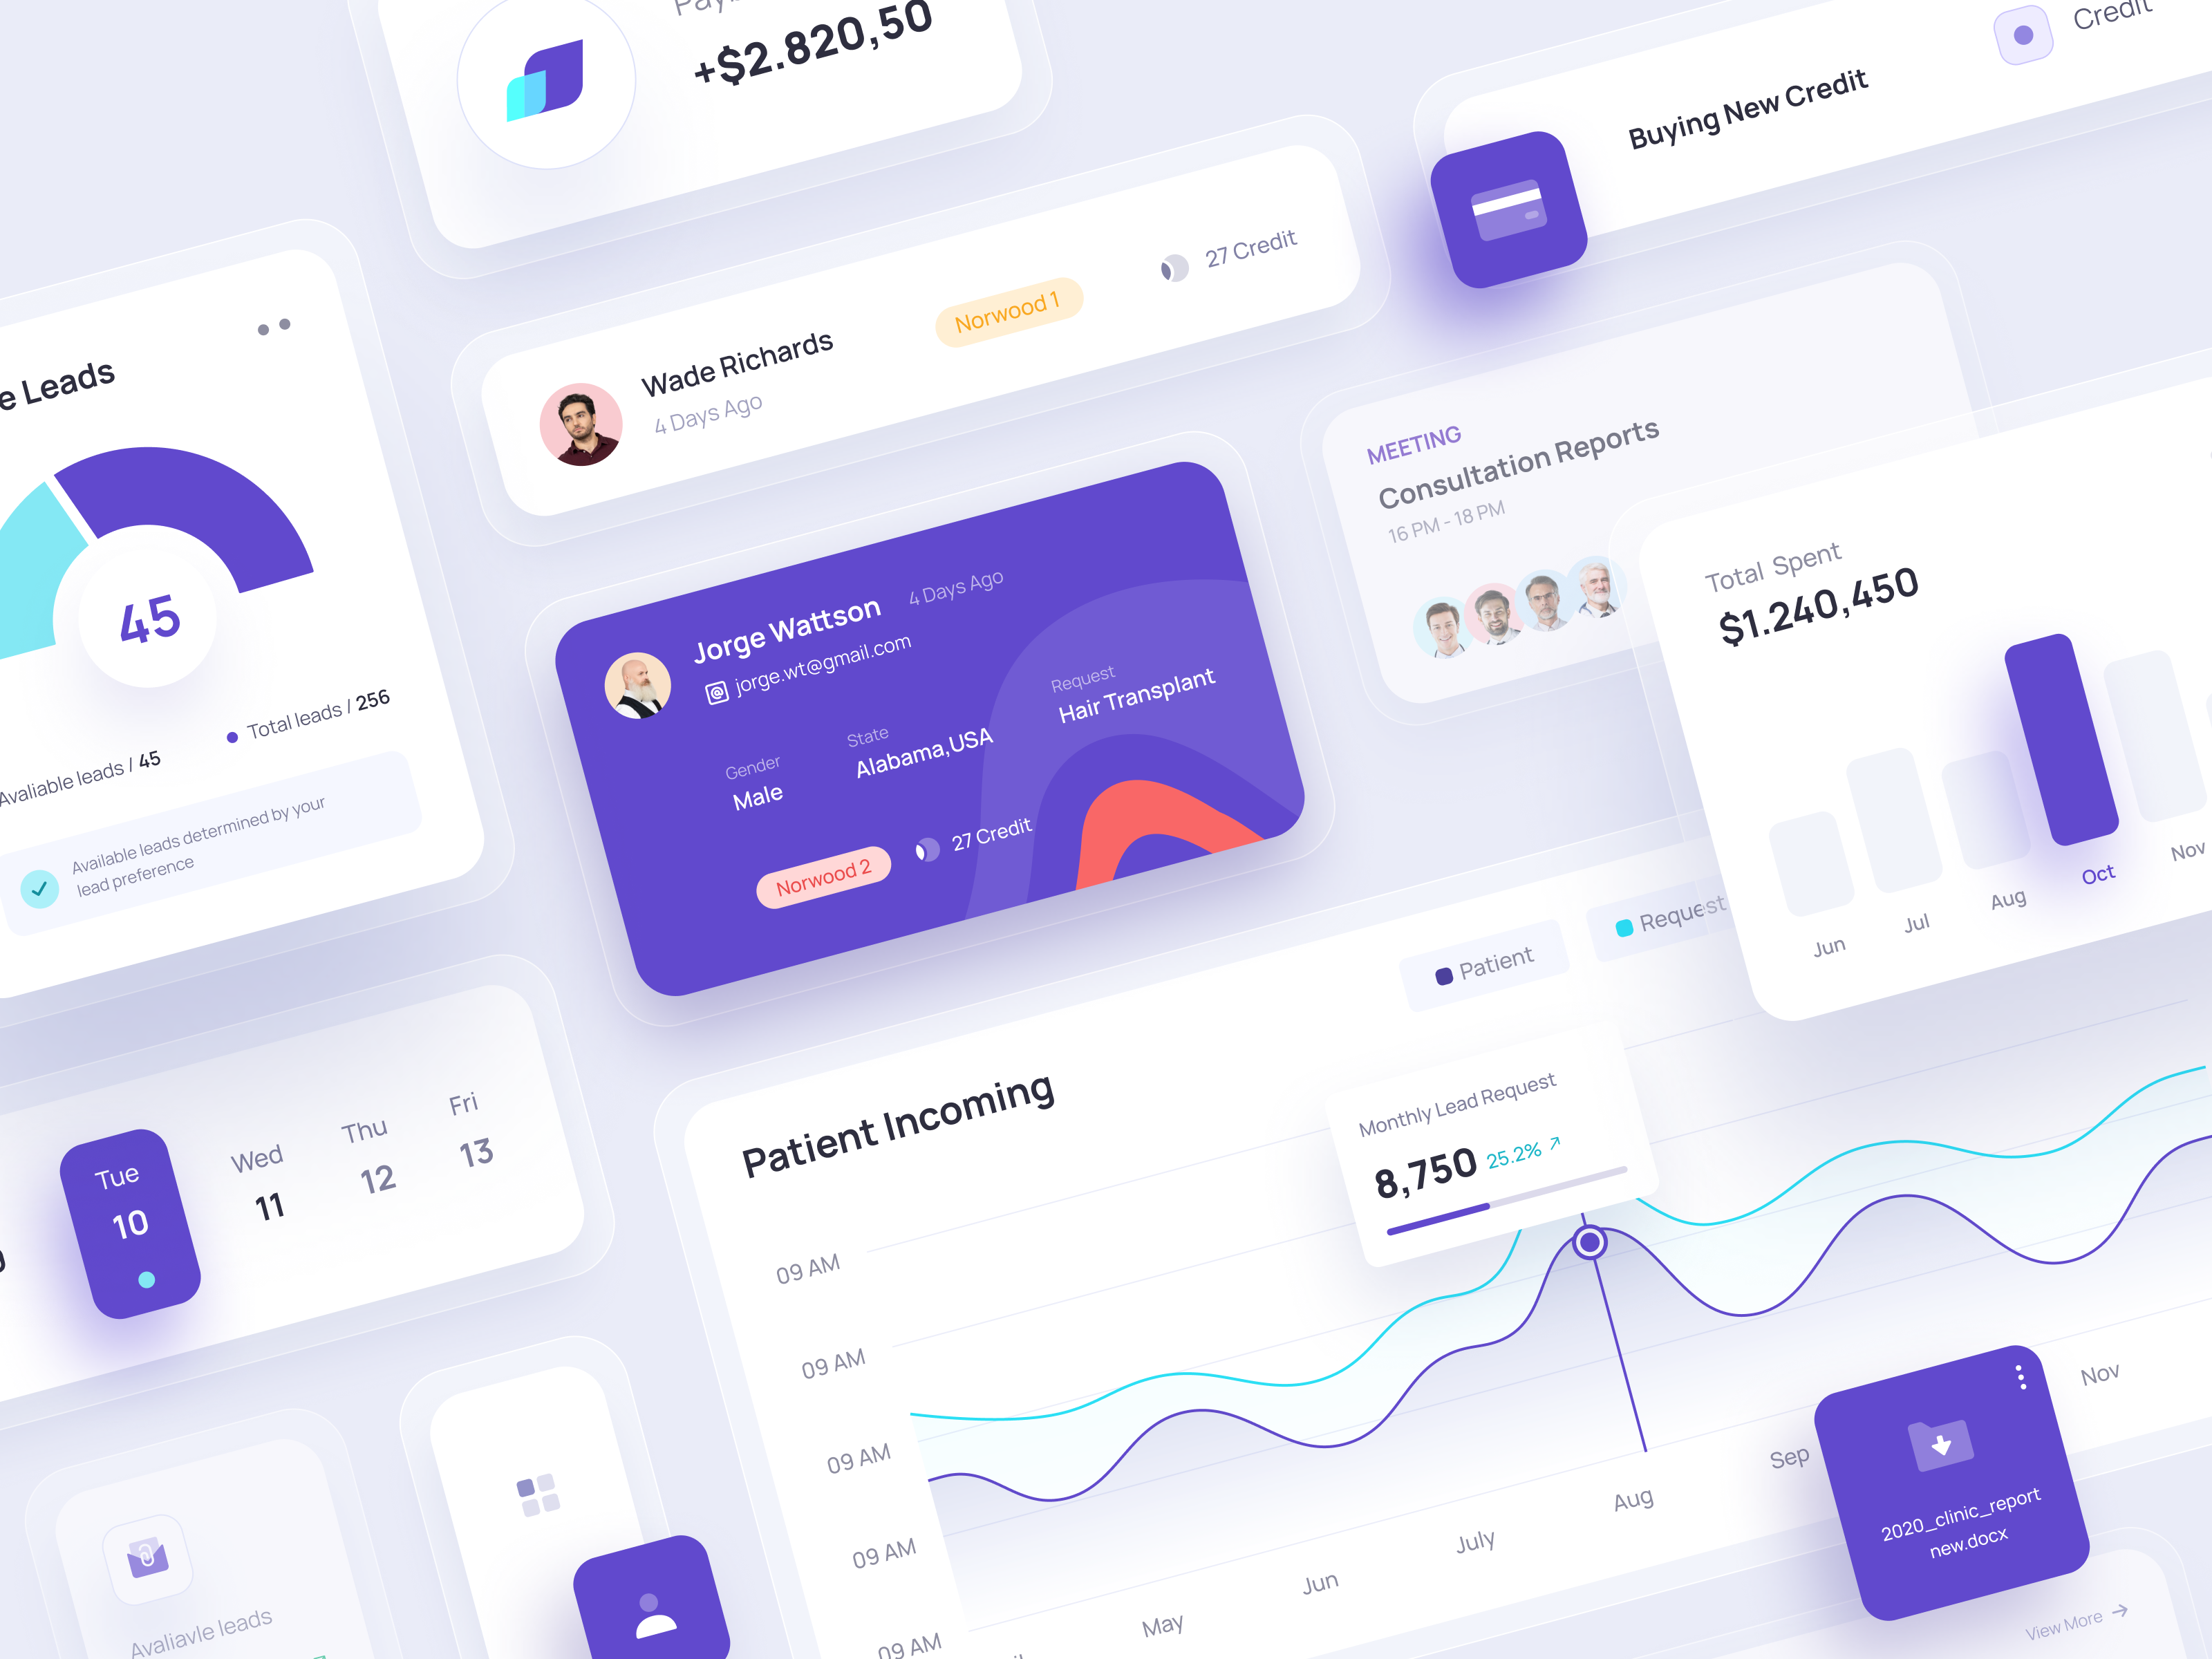 +$2.820,50
Credit
Buying New Credit
Wade Richards
4 Days Ago
Norwood 1
27 Credit
Leads
45
Avaliable leads / 45
Total leads / 256
Available leads determined by your
lead preference
Jorge Wattson
4 Days Ago
jorge.wt@gmail.com
Gender
Male
State
Alabama,USA
Request
Hair Transplant
Norwood 2
27 Credit
MEETING
Consultation Reports
16 PM - 18 PM
Total Spent
$1.240,450
Jun
Jul
Aug
Oct
Nov
Tue
10
Wed
11
Thu
12
Fri
13
Patient Incoming
Patient
Request
Monthly Lead Request
8,750
25.2%
09 AM
09 AM
09 AM
09 AM
09 AM
May
Jun
July
Aug
Sep
Nov
2020_clinic_report
new.docx
View More
Avaliavle leads